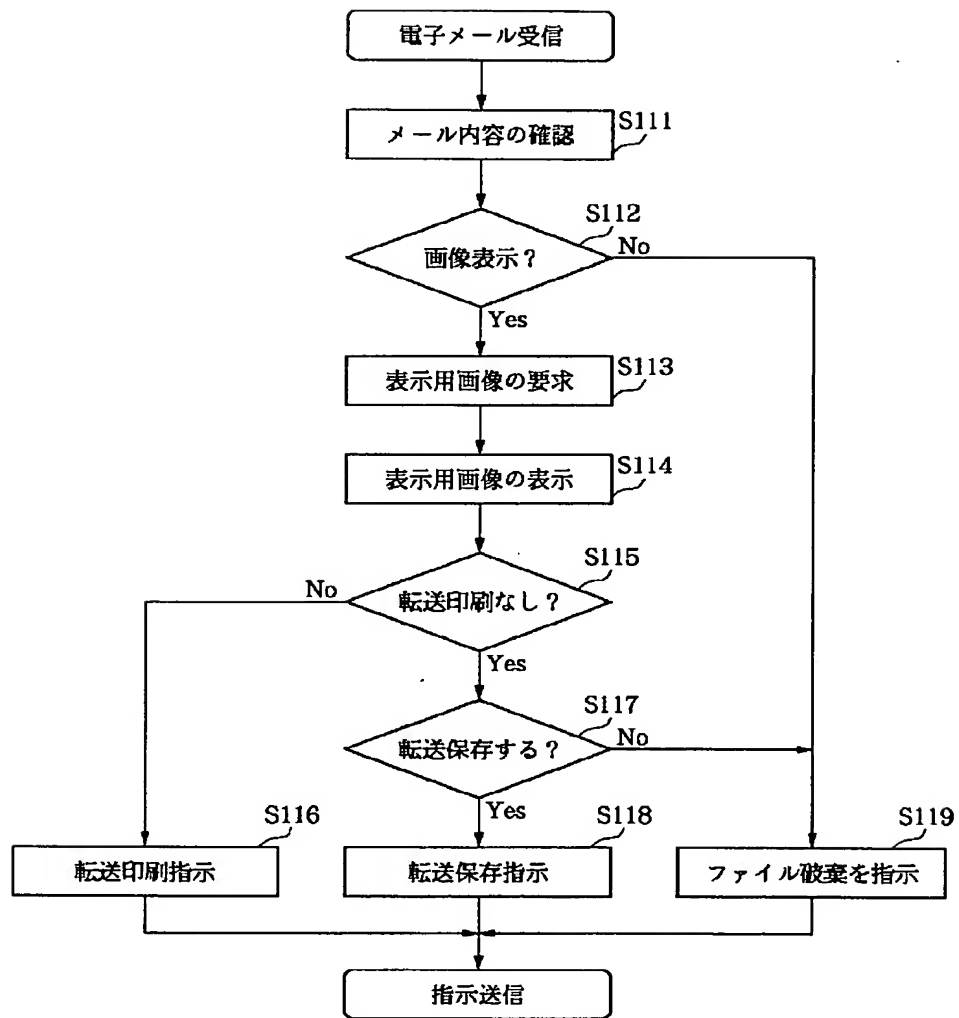 電子メール受信
メール内容の確認
S111
画像表示？
S112
No
Yes
表示用画像の要求
S113
表示用画像の表示
S114
転送印刷なし？
S115
No
Yes
転送保存する？
S117
No
Yes
転送印刷指示
S116
転送保存指示
S118
ファイル破棄を指示
S119
指示送信